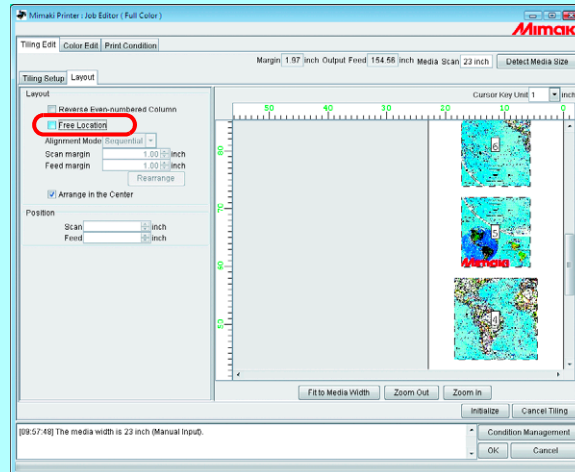 Mimaki Printer : Job Editor ( Full Color )
Mimaki
Tiling Edit Color Edit Print Condition
Margin 1.97 inch Output Feed 154.56 inch Media Scan 23 inch Detect Media Size
Tiling Setup Layout
Layout
Cursor Key Unit 1 inch
Reverse Even-numbered Column
Free Location
Alignment Mode Sequential
Scan margin 1.00 inch
Feed margin 1.00 inch
Rearrange
Arrange in the Center
Position
Scan inch
Feed inch
50 40 30 20 10 0
80
70
60
50
6
5
MIMAKI
4
Fit to Media Width Zoom Out Zoom In
Initialize Cancel Tiling
[09:57:48] The media width is 23 inch (Manual Input).
Condition Management
OK Cancel